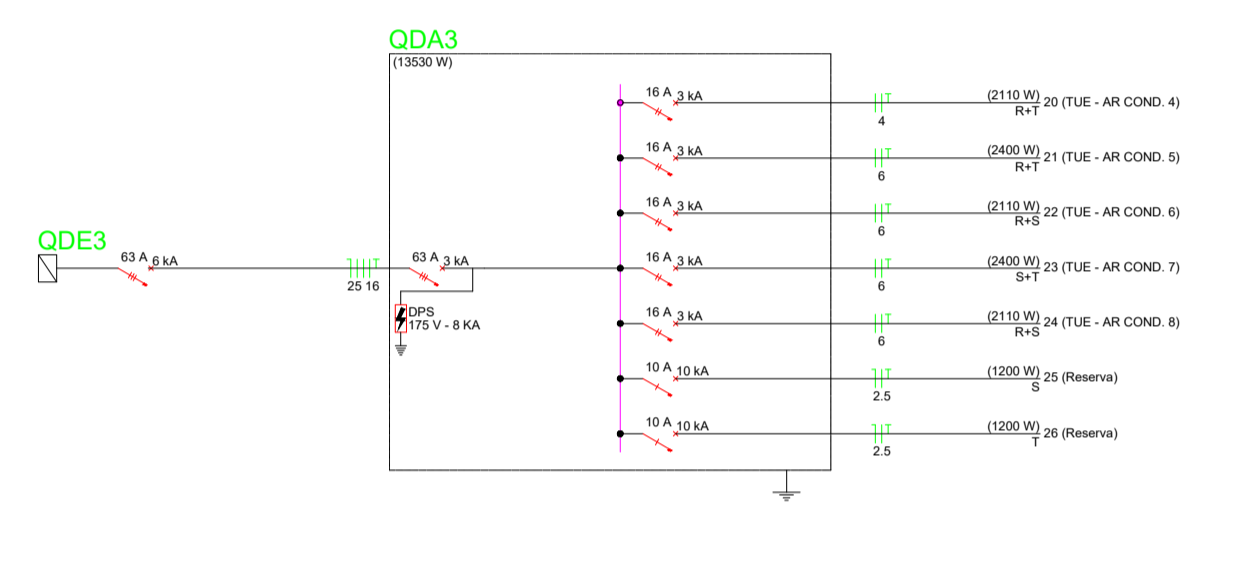 QDA3
(13530 W)
16 A 3 kA
(2110 W) 20 (TUE - AR COND. 4)
R+T
4
16 A 3 kA
(2400 W) 21 (TUE - AR COND. 5)
R+T
6
16 A 3 kA
(2110 W) 22 (TUE - AR COND. 6)
R+S
6
QDE3
63 A 6 kA
25 16
63 A 3 kA
16 A 3 kA
(2400 W) 23 (TUE - AR COND. 7)
S+T
6
DPS
175 V - 8 KA
16 A 3 kA
(2110 W) 24 (TUE - AR COND. 8)
R+S
6
10 A 10 kA
(1200 W) 25 (Reserva)
S
2.5
10 A 10 kA
(1200 W) 26 (Reserva)
T
2.5